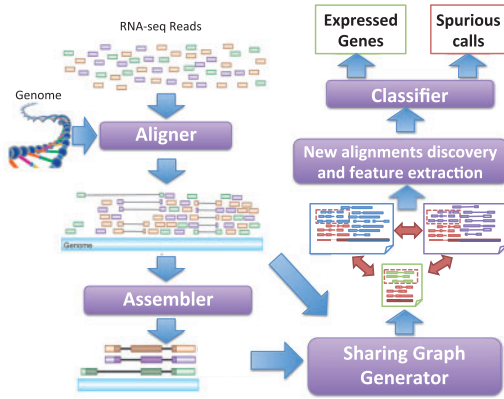 RNA-seq Reads
Genome
Aligner
Genome
Assembler
Expressed
Genes
Spurious
calls
Classifier
New alignments discovery
and feature extraction
Sharing Graph
Generator